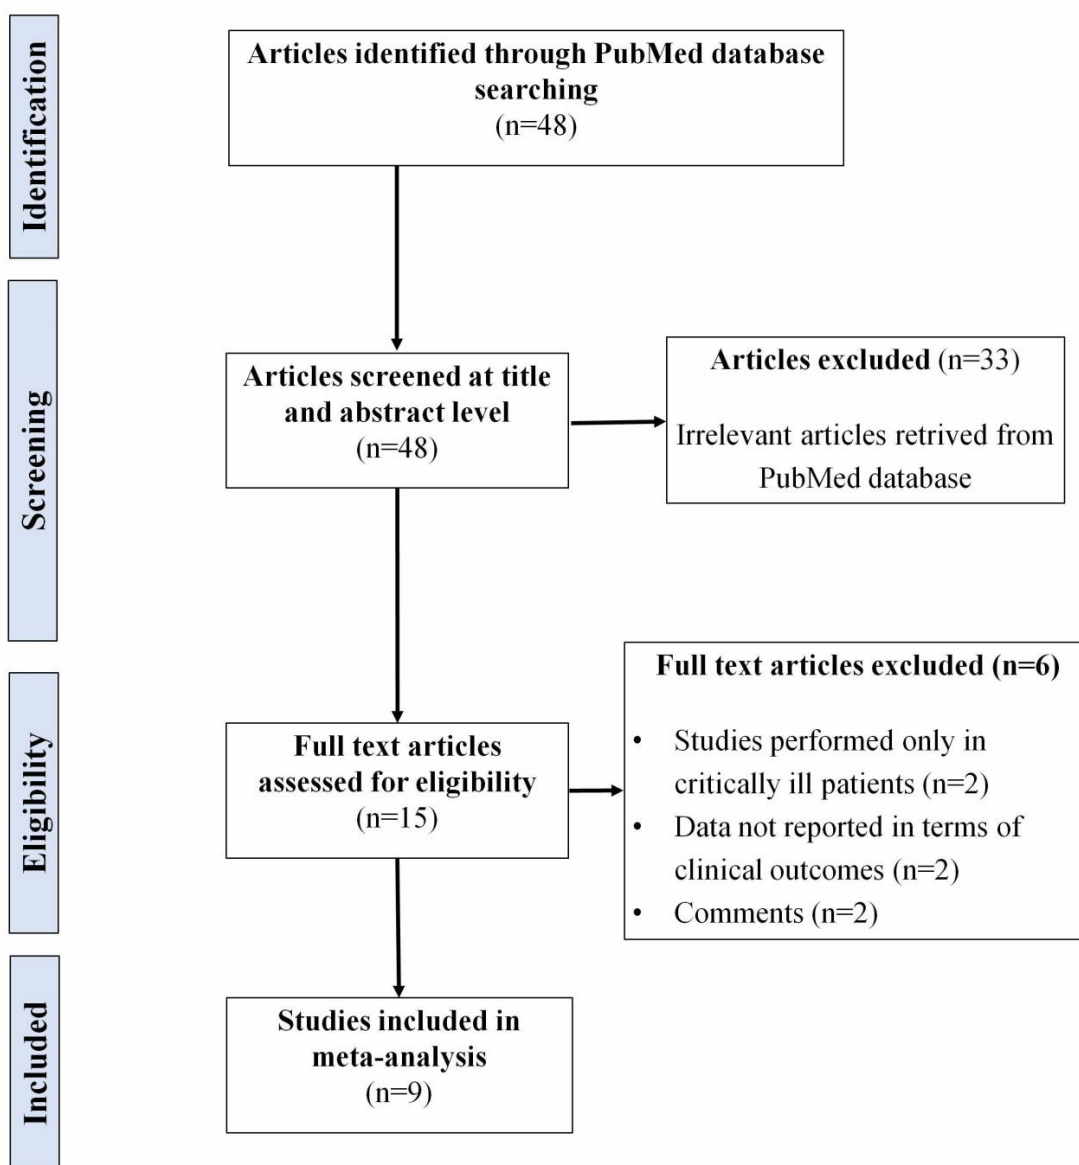 Identification
Articles identified through PubMed database
searching
(n=48)
Screening
Articles screened at title
and abstract level
(n=48)
Articles excluded (n=33)
Irrelevant articles retrived from
PubMed database
Eligibility
Full text articles
assessed for eligibility
(n=15)
Full text articles excluded (n=6)
• Studies performed only in
critically ill patients (n=2)
• Data not reported in terms of
clinical outcomes (n=2)
• Comments (n=2)
Included
Studies included in
meta-analysis
(n=9)